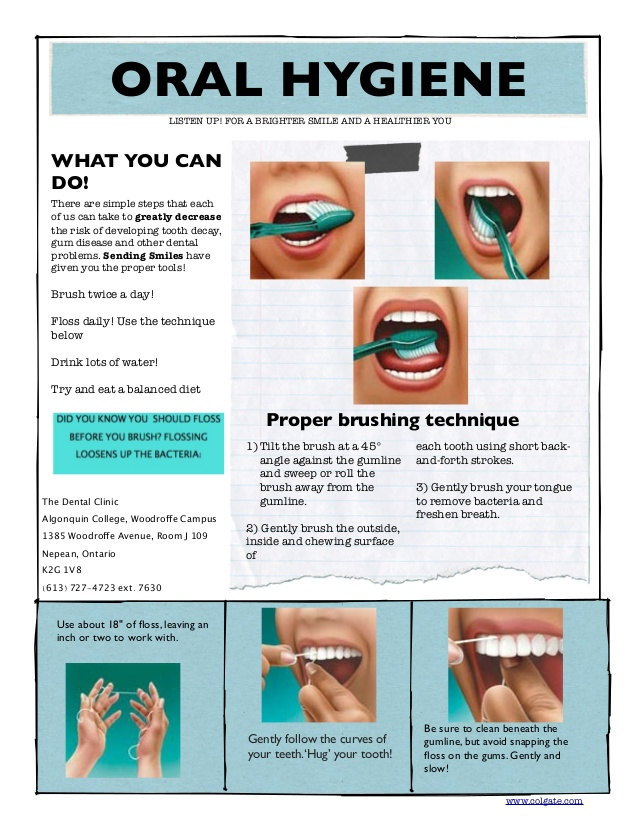 ORAL HYGIENE
LISTEN UP! FOR A BRIGHTER SMILE AND A HEALTHIER YOU
WHAT YOU CAN
DO!
There are simple steps that each
of us can take to greatly decrease
the risk of developing tooth decay,
gum disease and other dental
problems. Sending Smiles have
given you the proper tools!
Brush twice a day!
Floss daily! Use the technique
below
Drink lots of water!
Try and eat a balanced diet
DID YOU KNOW YOU SHOULD FLOSS
BEFORE YOU BRUSH? FLOSSING
LOOSENS UP THE BACTERIA!
The Dental Clinic
Algonquin College, Woodroffe Campus
1385 Woodroffe Avenue, Room J 109
Nepean, Ontario
K2G 1V8
(613) 727-4723 ext. 7630
Proper brushing technique
1) Tilt the brush at a 45°
angle against the gumline
and sweep or roll the
brush away from the
gumline.
2) Gently brush the outside,
inside and chewing surface
of
each tooth using short back-
and-forth strokes.
3) Gently brush your tongue
to remove bacteria and
freshen breath.
Use about 18" of floss, leaving an
inch or two to work with.
Gently follow the curves of
your teeth. 'Hug' your tooth!
Be sure to clean beneath the
gumline, but avoid snapping the
floss on the gums. Gently and
slow!
www.colgate.com